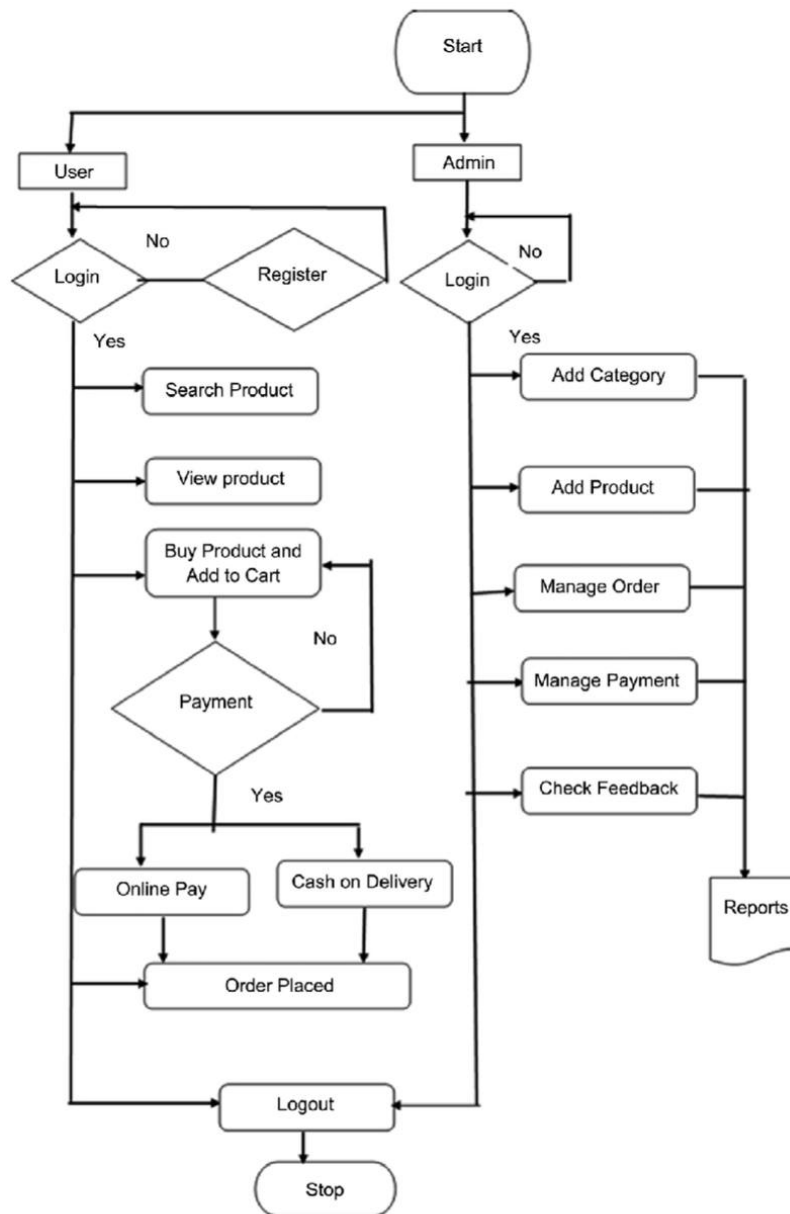 Start
User
Admin
No
Login
Register
No
Login
Yes
Yes
Search Product
Add Category
View product
Add Product
Buy Product and
Add to Cart
Manage Order
No
Payment
Manage Payment
Yes
Check Feedback
Online Pay
Cash on Delivery
Reports
Order Placed
Logout
Stop